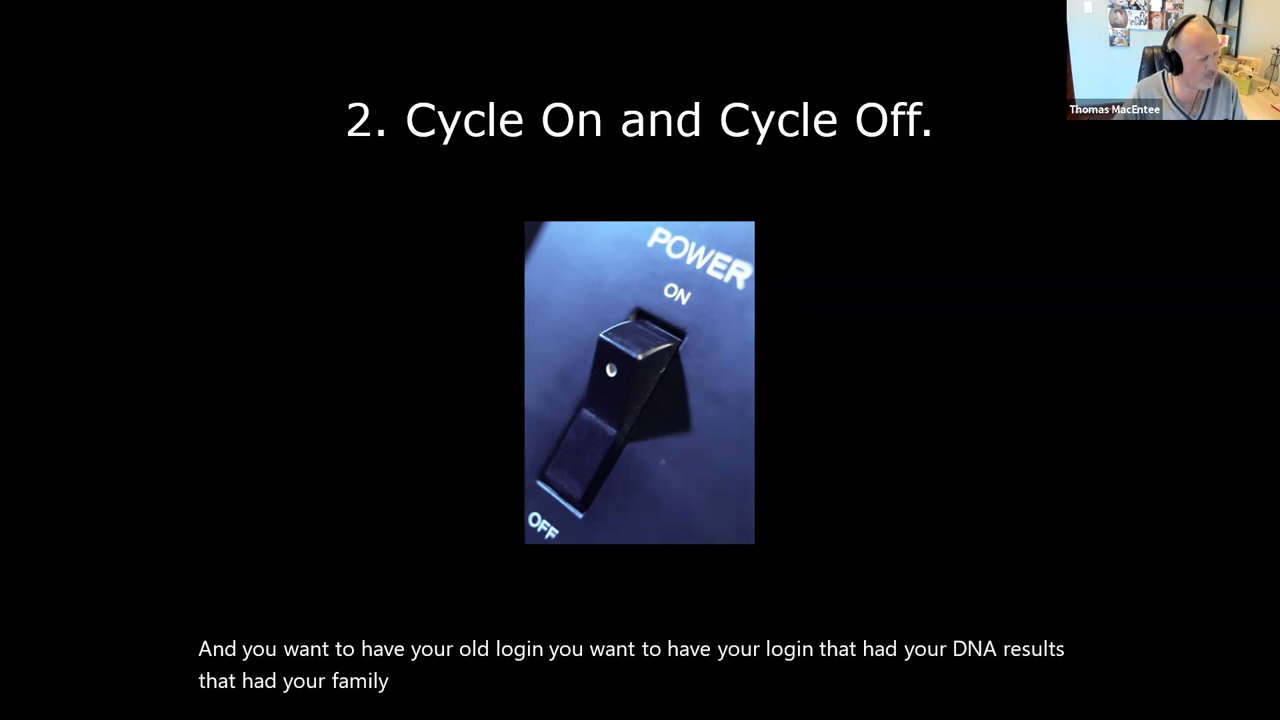 Thomas MacEntee
2. Cycle On and Cycle Off.
POWER
ON
OFF
And you want to have your old login you want to have your login that had your DNA results
that had your family